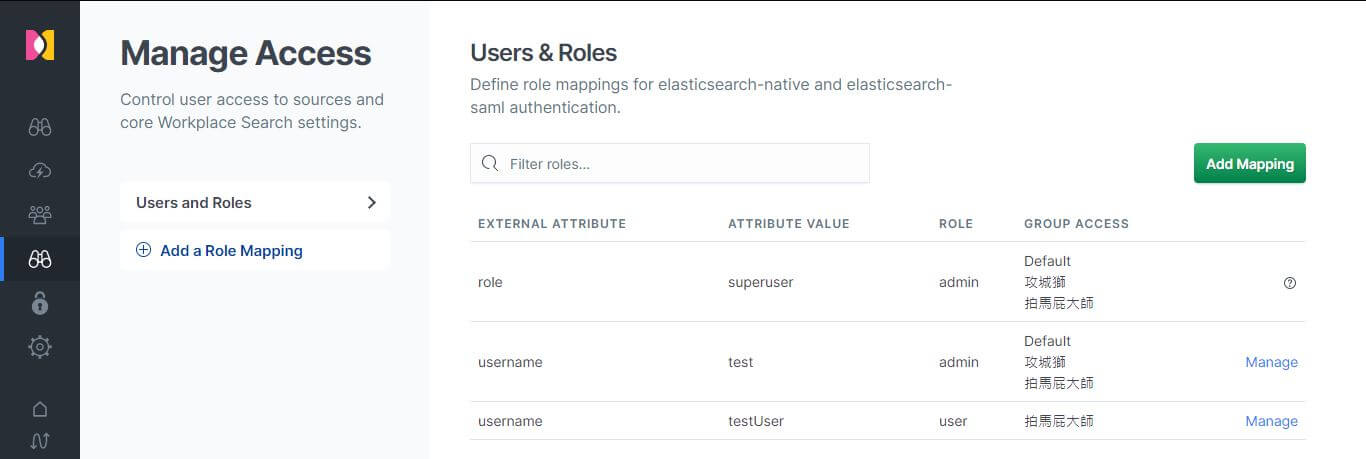 Manage Access
Control user access to sources and
core Workplace Search settings.
Users and Roles
Add a Role Mapping
Users & Roles
Define role mappings for elasticsearch-native and elasticsearch-
saml authentication.
Filter roles...
Add Mapping
EXTERNAL ATTRIBUTE ATTRIBUTE VALUE ROLE GROUP ACCESS
role superuser admin Default
攻城獅
拍馬屁大師
username test admin Default
攻城獅
拍馬屁大師
Manage
username testUser user 拍馬屁大師 Manage